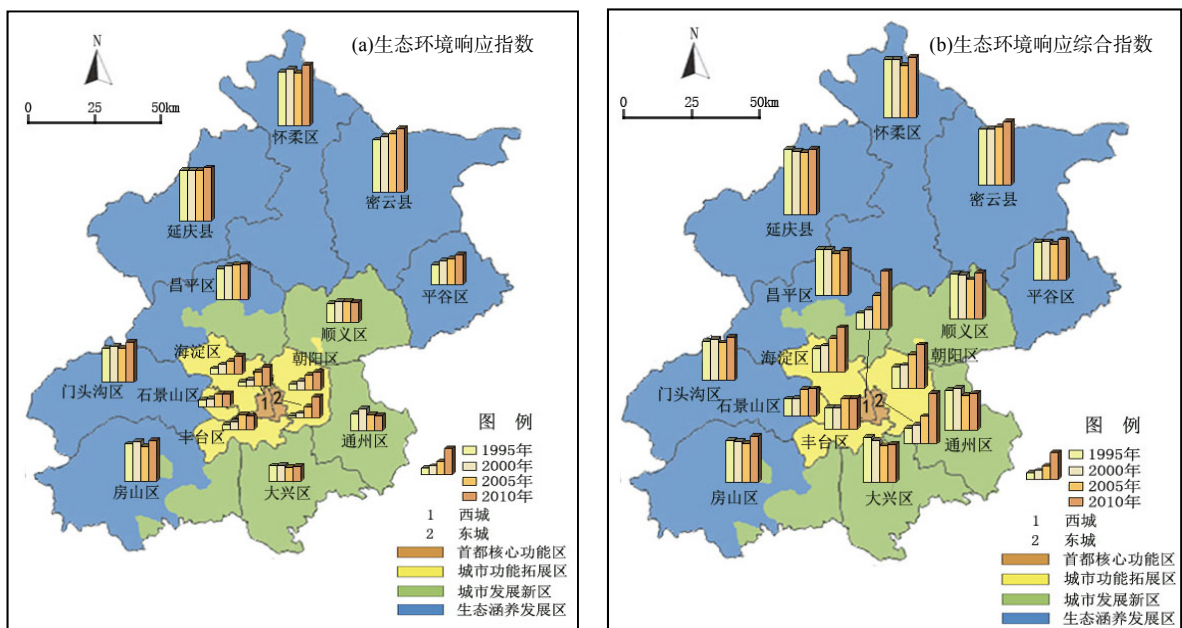 (a)生态环境响应指数
N
0 25 50km
怀柔区
密云县
延庆县
昌平区
平谷区
顺义区
海淀区
朝阳区
门头沟区
石景山区
1 2
丰台区
通州区
房山区
大兴区
图 例
1995年
2000年
2005年
2010年
1 西城
2 东城
首都核心功能区
城市功能拓展区
城市发展新区
生态涵养发展区
(b)生态环境响应综合指数
N
0 25 50km
怀柔区
密云县
延庆县
昌平区
平谷区
顺义区
海淀区
朝阳区
门头沟区
石景山区
1 2
丰台区
通州区
房山区
大兴区
图 例
1995年
2000年
2005年
2010年
1 西城
2 东城
首都核心功能区
城市功能拓展区
城市发展新区
生态涵养发展区